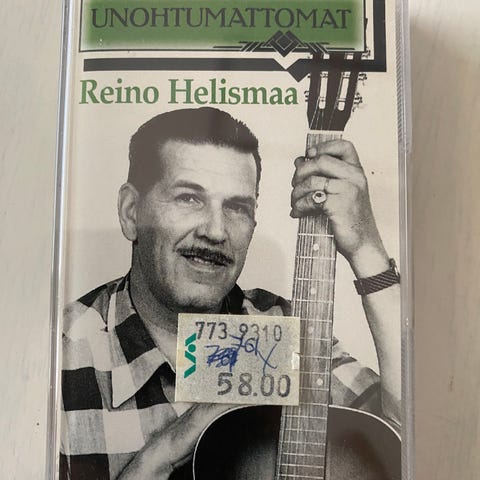 UNOHTUMATTOMAT
Reino Helismaa
773-9310
58.00